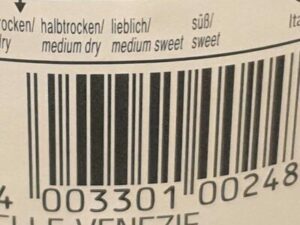 halbtrocken/ lieblich/ süß/
medium dry medium sweet sweet
4 003301 00248